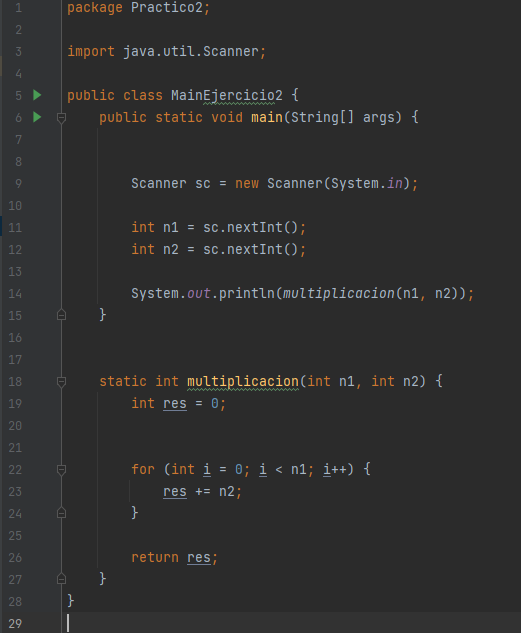 1 package Practico2;
2
3 import java.util.Scanner;
4
5 public class MainEjercicio2 {
6 public static void main(String[] args) {
7
8
9 Scanner sc = new Scanner(System.in);
10
11 int n1 = sc.nextInt();
12 int n2 = sc.nextInt();
13
14 System.out.println(multiplicacion(n1, n2));
15 }
16
17
18 static int multiplicacion(int n1, int n2) {
19 int res = 0;
20
21
22 for (int i = 0; i < n1; i++) {
23 res += n2;
24 }
25
26 return res;
27 }
28 }
29